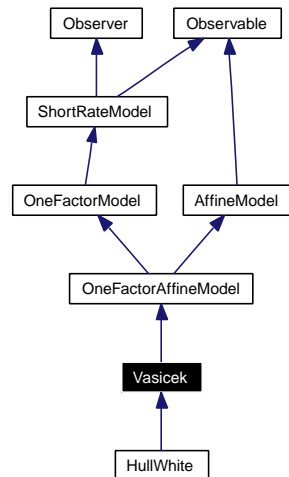 Observer Observable
ShortRateModel
OneFactorModel AffineModel
OneFactorAffineModel
Vasicek
HullWhite